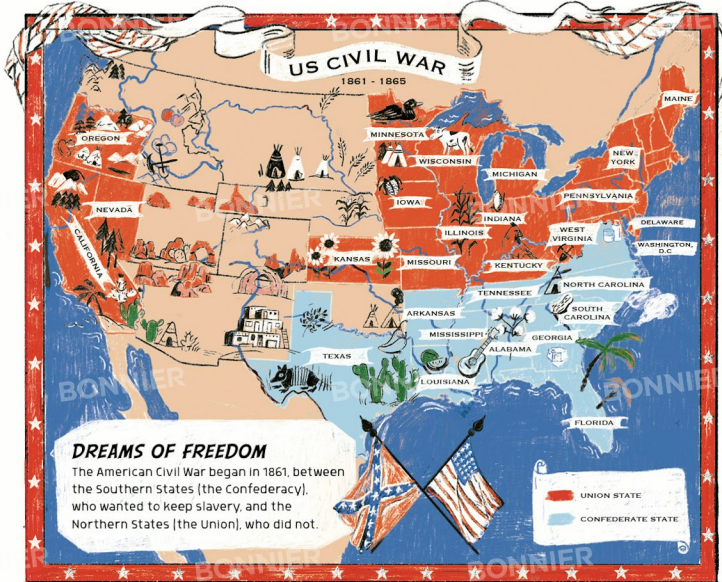 BONNIER
US CIVIL WAR
1861 - 1865
MAINE
OREGON
MINNESOTA
WISCONSIN
NEW
YORK
MICHIGAN
PENNSYLVANIA
NEVADA
IOWA
INDIANA
ILLINOIS
DELAWARE
WEST
VIRGINIA
WASHINGTON,
D.C
CALIFORNIA
KANSAS
MISSOURI
KENTUCKY
NORTH CAROLINA
TENNESSEE
ARKANSAS
SOUTH
CAROLINA
MISSISSIPPI
GEORGIA
ALABAMA
TEXAS
LOUISIANA
FLORIDA
BONNIER
BONNIER
BONNIER
DREAMS OF FREEDOM
The American Civil War began in 1861, between
the Southern States (the Confederacy),
who wanted to keep slavery, and the
Northern States (the Union), who did not.
UNION STATE
CONFEDERATE STATE
BONNIER